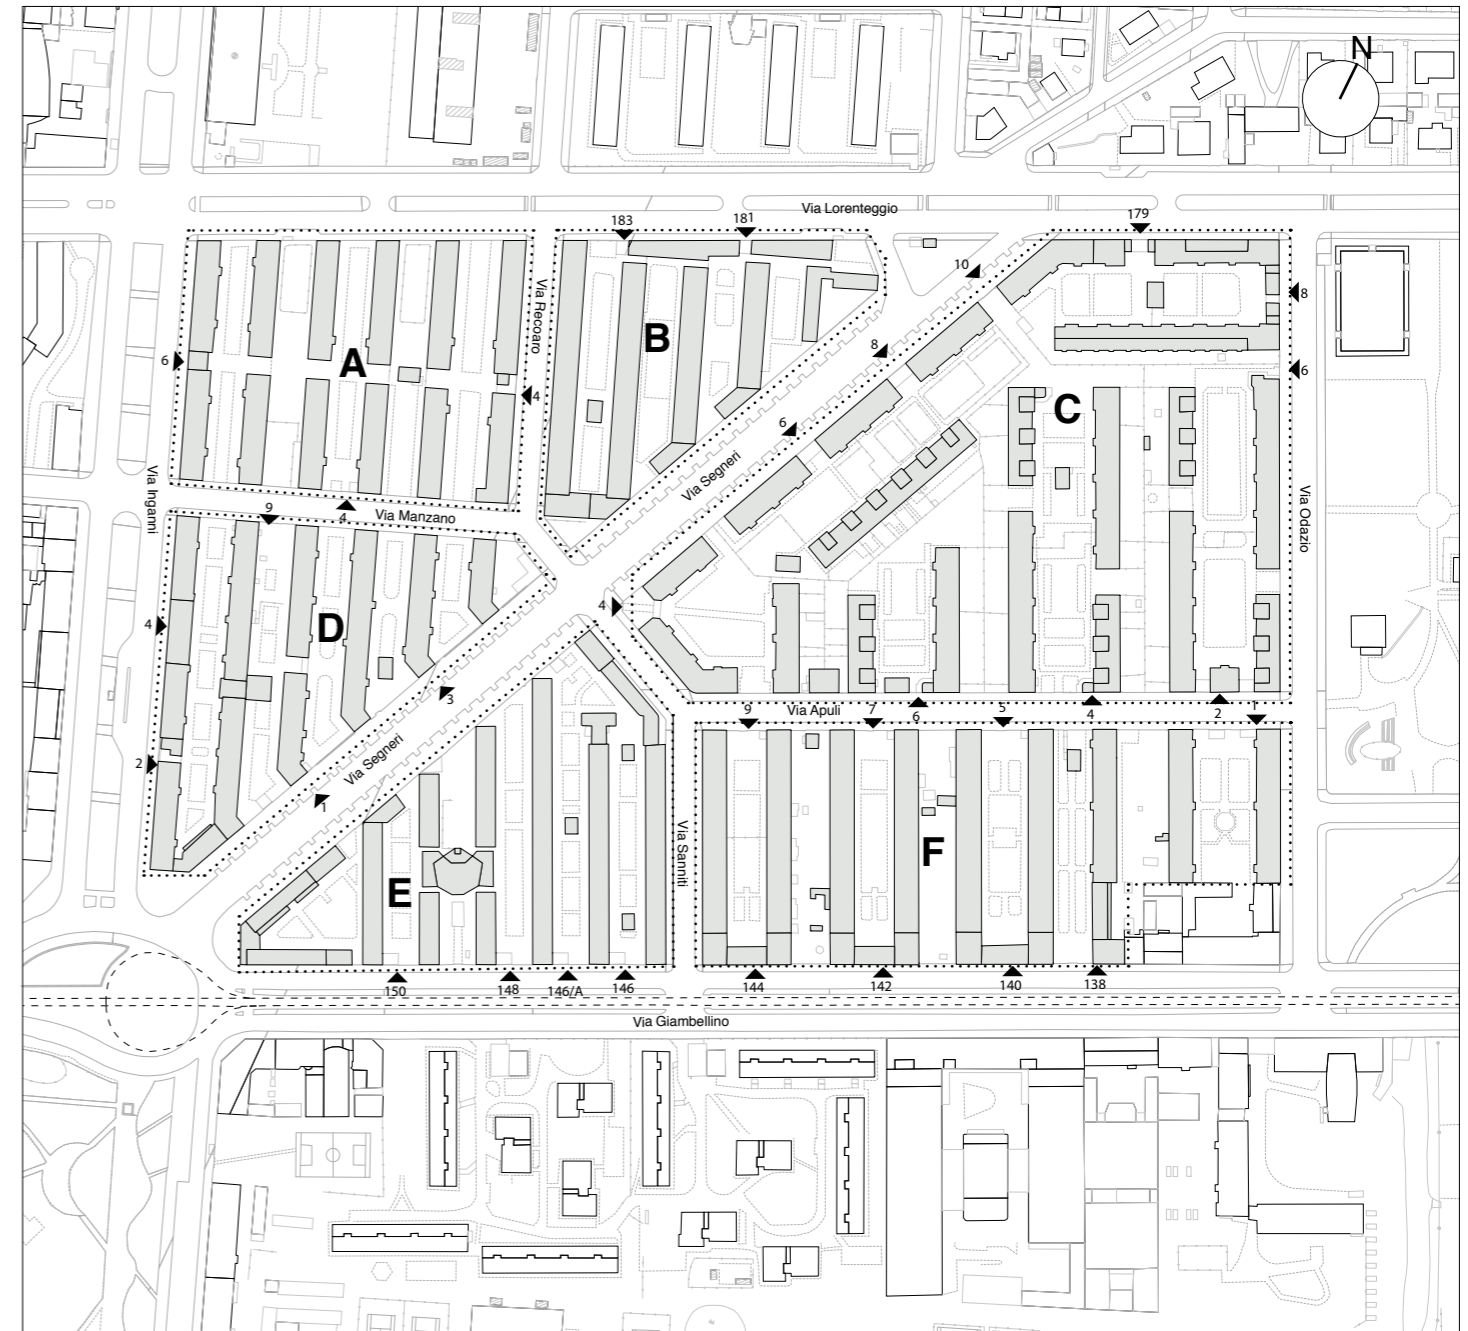 N
Via Lorenteggio
183
181
179
10
8
Via Recoaro
B
8
A
6
6
4
C
6
Via Segneri
Via Inganni
9
4
Via Manzano
Via Odazio
4
D
4
3
Via Apuli
9
7
6
5
4
2
1
Via Segneri
2
1
Via Sanniti
F
E
150
148
146/A
146
144
142
140
138
Via Giambellino